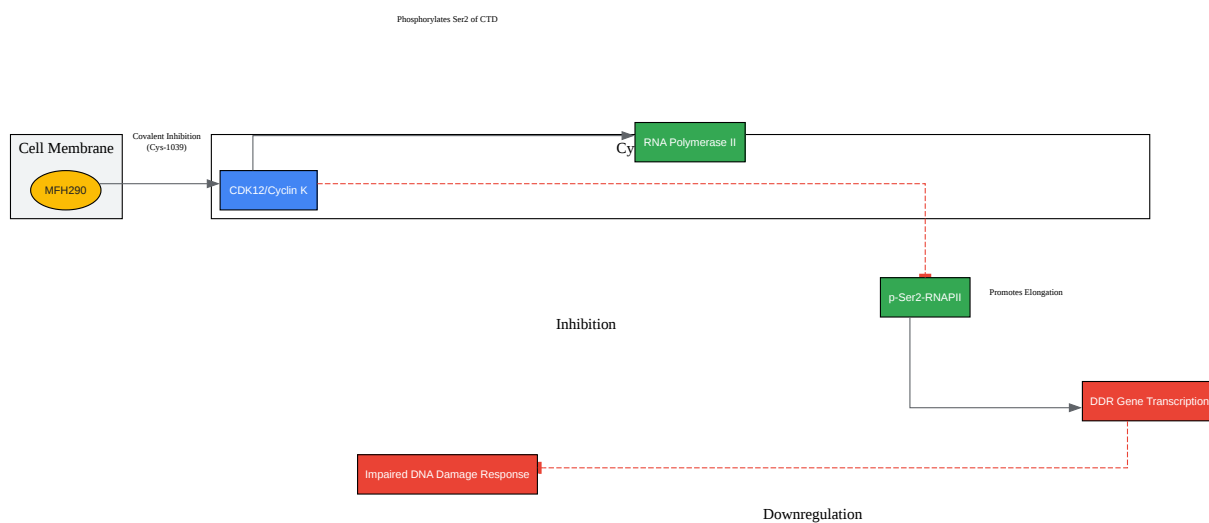 Phosphorylates Ser2 of CTD
Covalent Inhibition
(Cys-1039)
Cell Membrane
RNA Polymerase II
Cy
MFH290
CDK12/Cyclin K
p-Ser2-RNAPII
Promotes Elongation
Inhibition
DDR Gene Transcription
Impaired DNA Damage Response
Downregulation